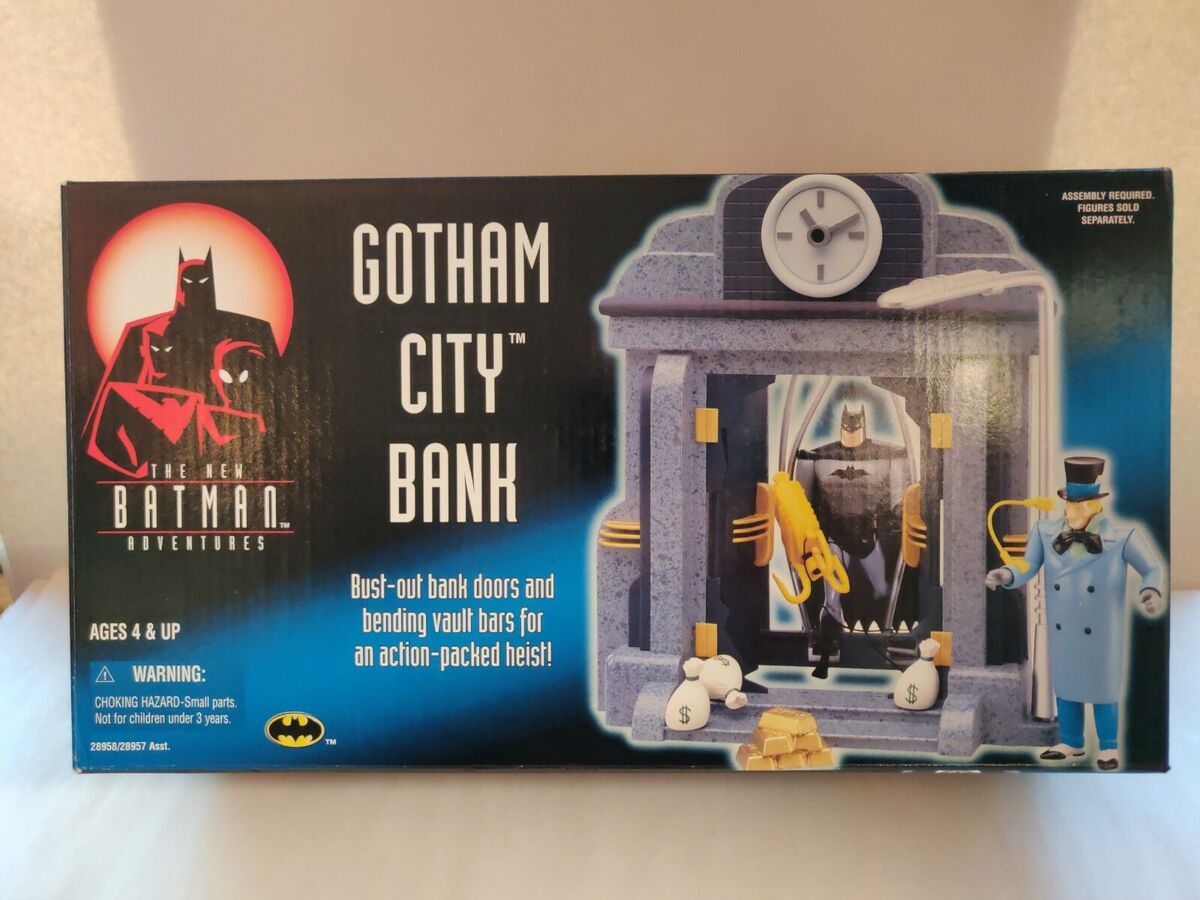 GOTHAM
CITY™
BANK
ASSEMBLY REQUIRED.
FIGURES SOLD
SEPARATELY.
THE NEW
BATMAN™
ADVENTURES
Bust-out bank doors and
bending vault bars for
an action-packed heist!
AGES 4 & UP
⚠ WARNING:
CHOKING HAZARD-Small parts.
Not for children under 3 years.
28958/28957 Asst.
TM
$
$
$